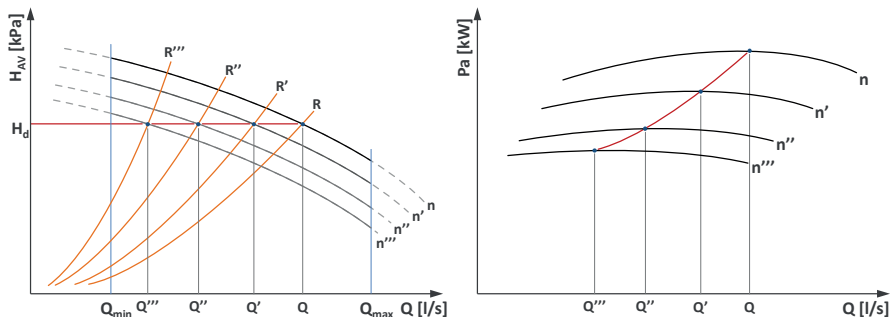 H_AV [kPa]
R'''
R''
R'
R
H_d
n
n'
n''
n'''
Q_min
Q'''
Q''
Q'
Q
Q_max
Q [l/s]
Pa [kW]
n
n'
n''
n'''
Q'''
Q''
Q'
Q
Q [l/s]